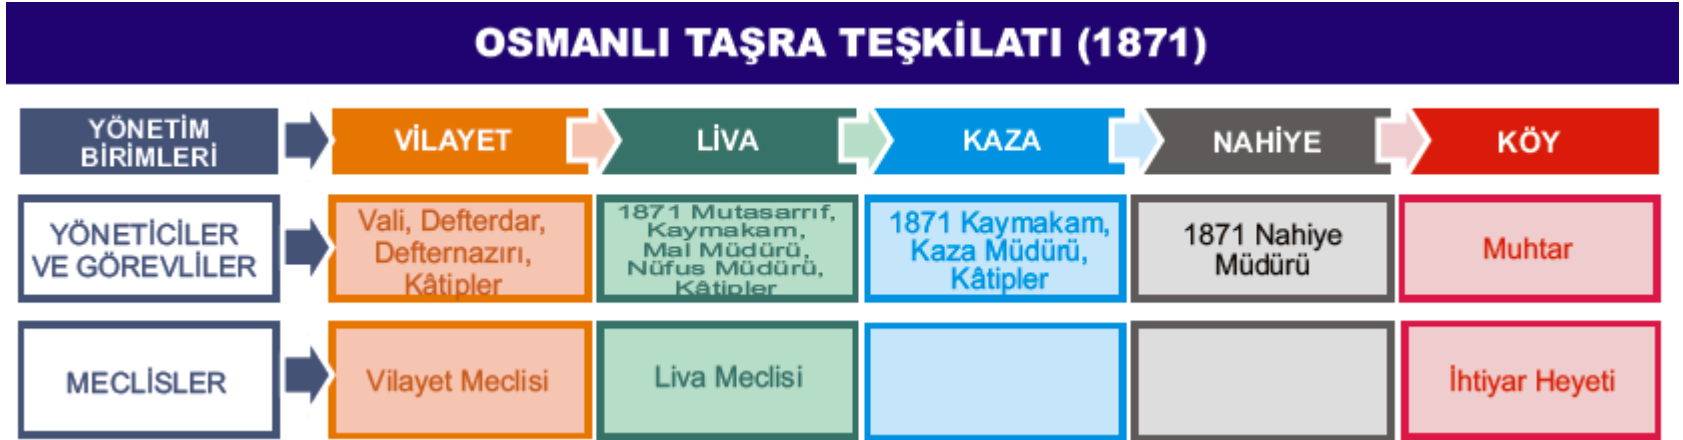 OSMANLI TAŞRA TEŞKİLATI (1871)
YÖNETİM
BİRİMLERİ
VİLAYET
LİVA
KAZA
NAHİYE
KÖY
YÖNETİCİLER
VE GÖREVLİLER
Vali, Defterdar,
Defternazırı,
Kâtipler
1871 Mutasarrıf,
Kaymakam,
Mal Müdürü,
Nüfus Müdürü,
Kâtipler
1871 Kaymakam,
Kaza Müdürü,
Kâtipler
1871 Nahiye
Müdürü
Muhtar
MECLİSLER
Vilayet Meclisi
Liva Meclisi
İhtiyar Heyeti